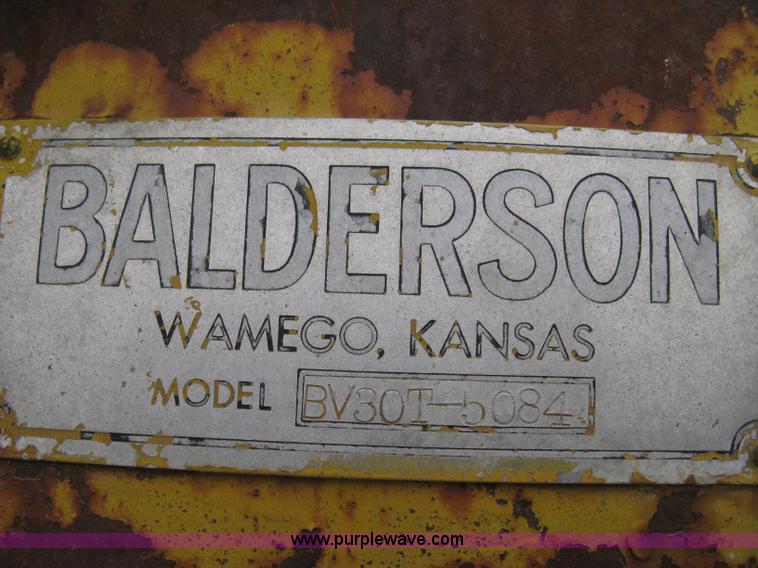 BALDERSON
WAMEGO, KANSAS
MODEL BV30T-5084
www.purplewave.com